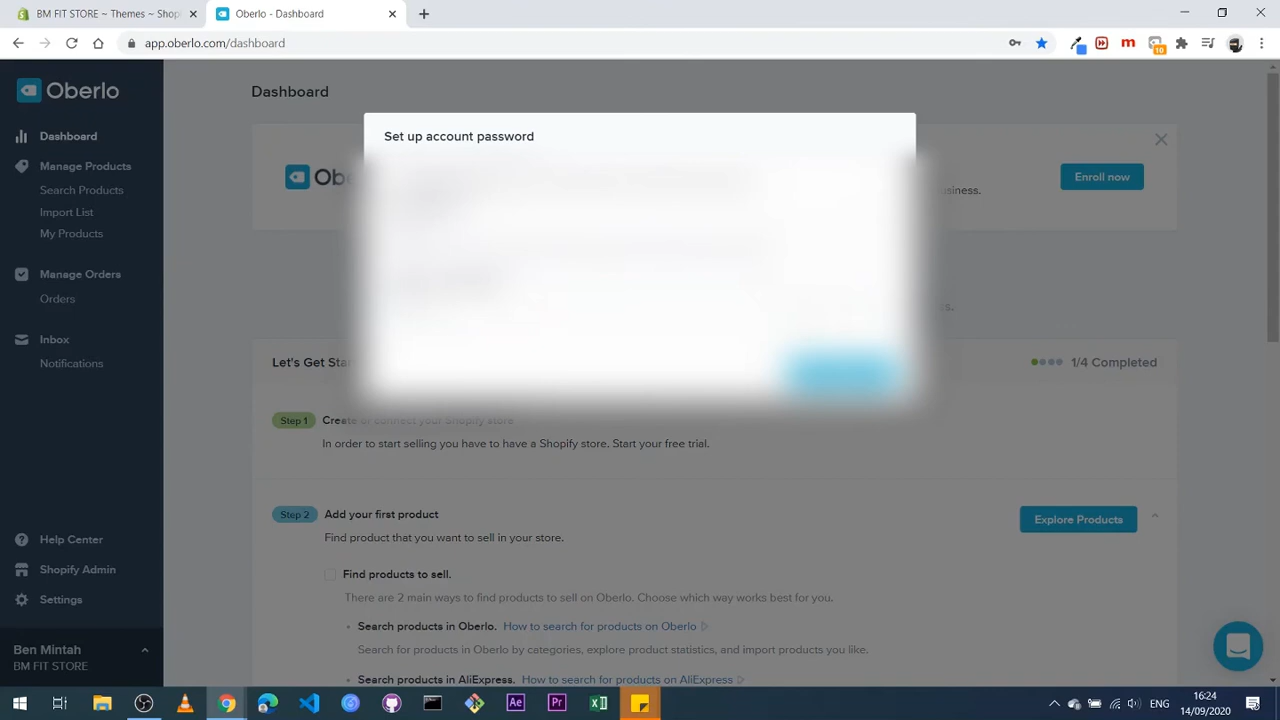 BM FIT STORE ~ Themes ~ Shop
Oberlo - Dashboard
app.oberlo.com/dashboard
10
Oberlo
Dashboard
Manage Products
Search Products
Import List
My Products
Manage Orders
Orders
Inbox
Notifications
Help Center
Shopify Admin
Settings
Ben Mintah
BM FIT STORE
Dashboard
Set up account password
Enroll now
Let's Get
1/4 Completed
Step 1
Create or connect your Shopify store
In order to start selling you have to have a Shopify store. Start your free trial.
Step 2
Add your first product
Find product that you want to sell in your store.
Explore Products
Find products to sell.
There are 2 main ways to find products to sell on Oberlo. Choose which way works best for you.
Search products in Oberlo. How to search for products on Oberlo
Search for products in Oberlo by categories, explore product statistics, and import products you like.
Search products in AliExpress. How to search for products on AliExpress
Ae
Pr
ENG
16:24
14/09/2020